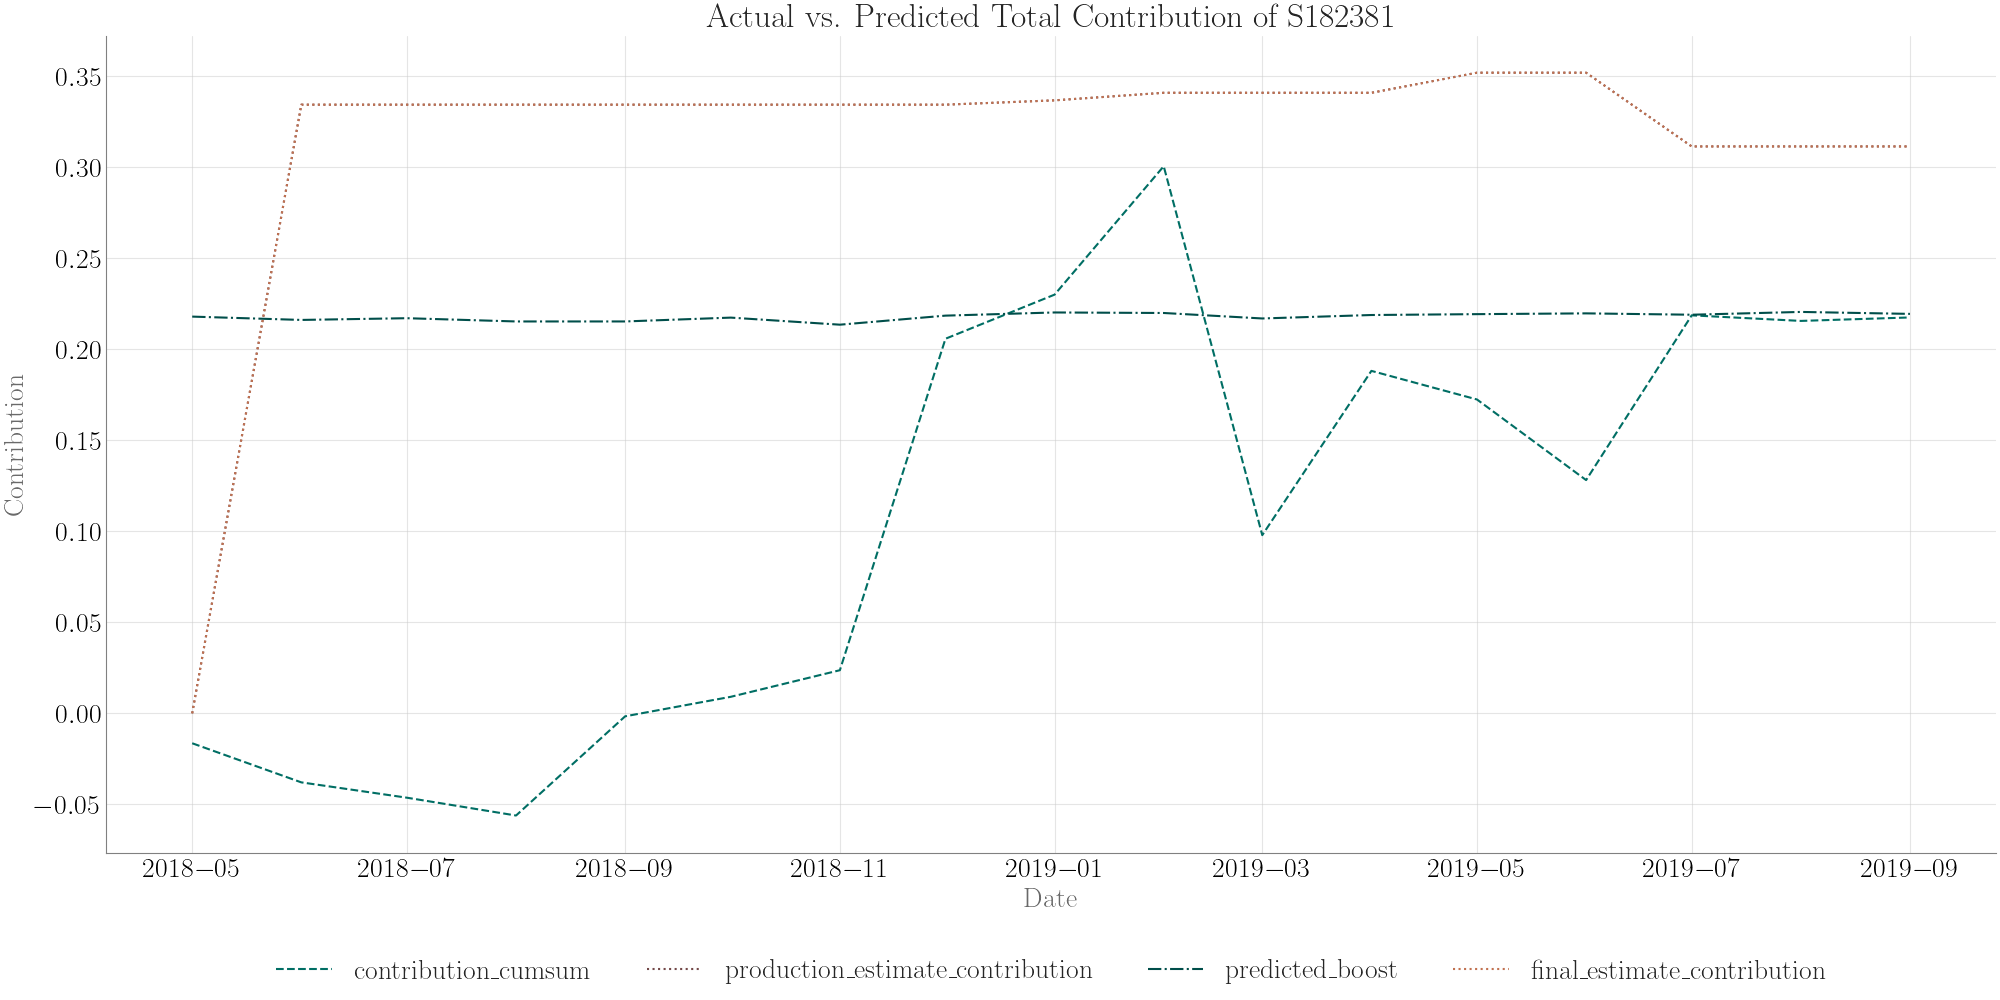 Actual vs. Predicted Total Contribution of S182381
0.35
0.30
0.25
0.20
0.15
0.10
0.05
0.00
−0.05
Contribution
2018−05 2018−07 2018−09 2018−11 2019−01 2019−03 2019−05 2019−07 2019−09
Date
contribution_cumsum production_estimate_contribution predicted_boost final_estimate_contribution